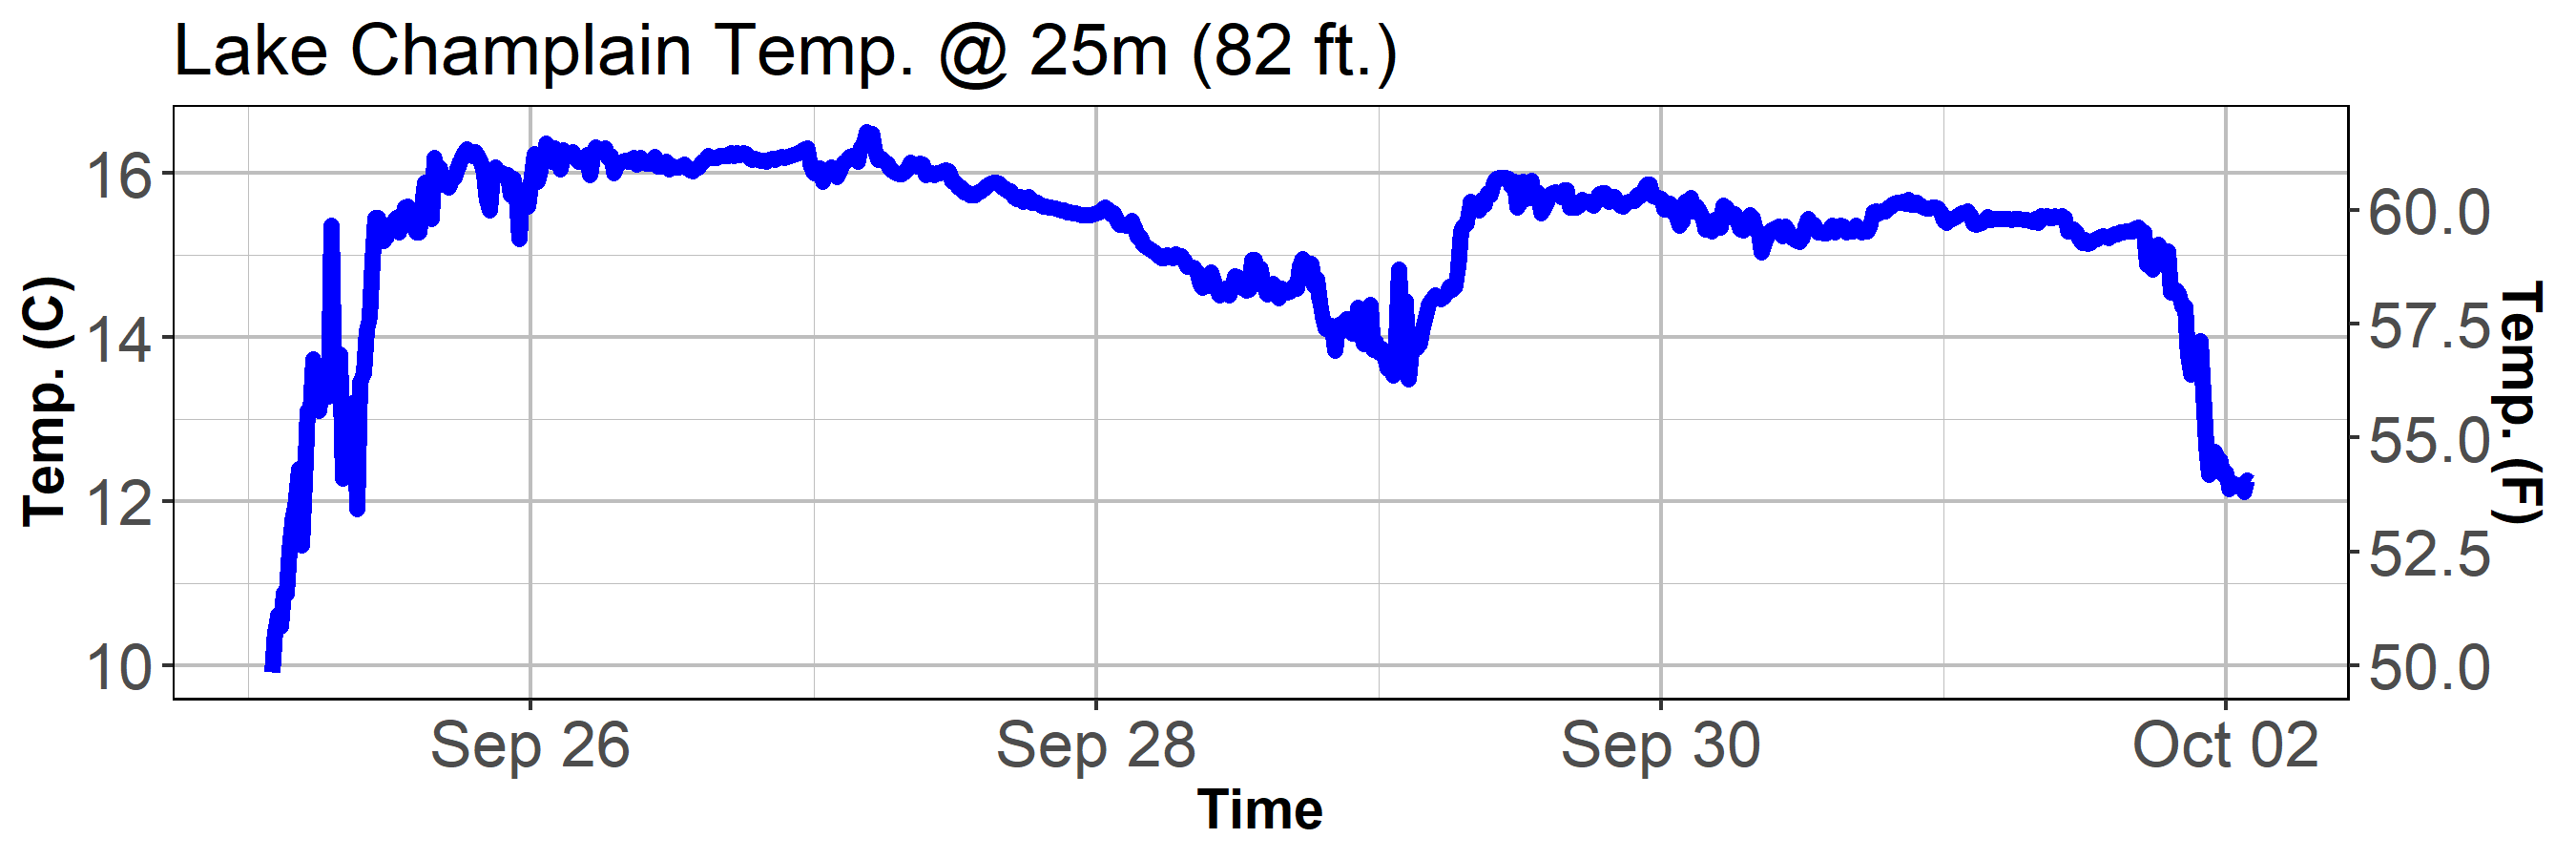 Lake Champlain Temp. @ 25m (82 ft.)
Temp. (C)
16
14
12
10
60.0
57.5
55.0
52.5
50.0
Temp. (F)
Sep 26
Sep 28
Sep 30
Oct 02
Time